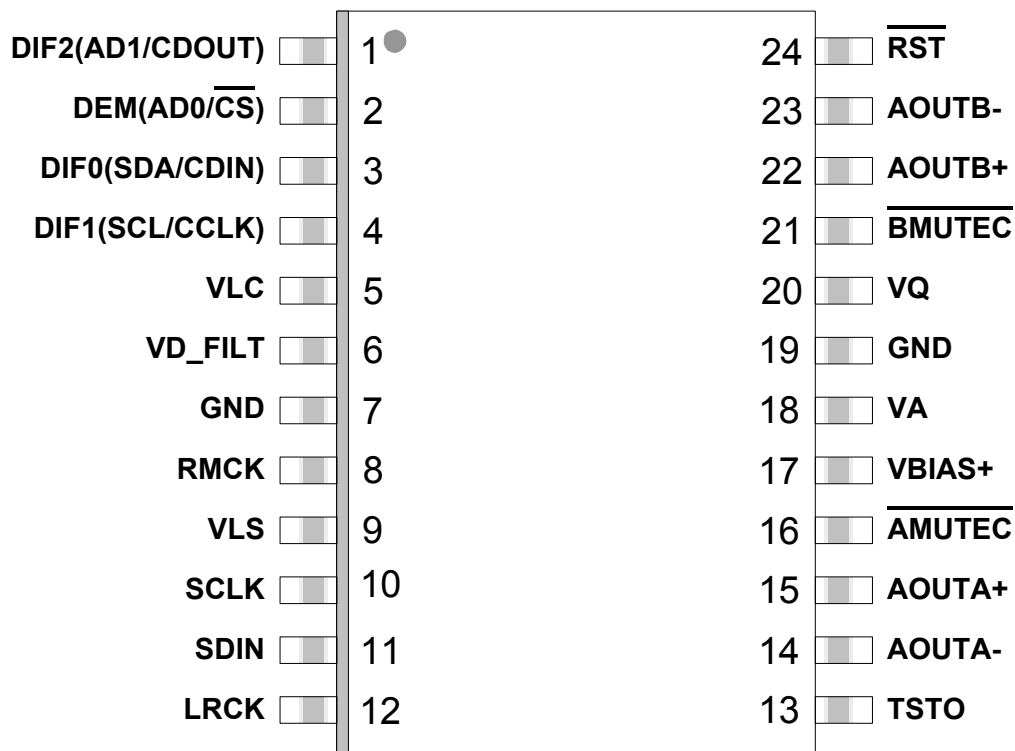 DIF2(AD1/CDOUT) 1 24 RST
DEM(AD0/CS) 2 23 AOUTB-
DIF0(SDA/CDIN) 3 22 AOUTB+
DIF1(SCL/CCLK) 4 21 BMUTEC
VLC 5 20 VQ
VD_FILT 6 19 GND
GND 7 18 VA
RMCK 8 17 VBIAS+
VLS 9 16 AMUTEC
SCLK 10 15 AOUTA+
SDIN 11 14 AOUTA-
LRCK 12 13 TSTO